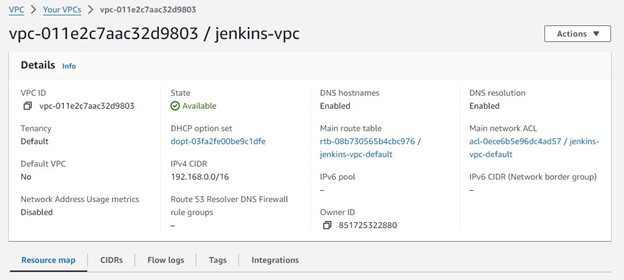 VPC > Your VPCs > vpc-011e2c7aac32d9803
vpc-011e2c7aac32d9803 / jenkins-vpc
Actions
Details Info
VPC ID
vpc-011e2c7aac32d9803
State
Available
DNS hostnames
Enabled
DNS resolution
Enabled
Tenancy
Default
DHCP option set
dopt-03fa2fe00be9c1dfe
Main route table
rtb-08b730565b4cbc976 /
jenkins-vpc-default
Main network ACL
acl-0ece6b5e96dc4ad57 / jenkins-
vpc-default
Default VPC
No
IPv4 CIDR
192.168.0.0/16
IPv6 pool
–
IPv6 CIDR (Network border group)
–
Network Address Usage metrics
Disabled
Route 53 Resolver DNS Firewall
rule groups
–
Owner ID
851725322880
Resource map
CIDRs
Flow logs
Tags
Integrations